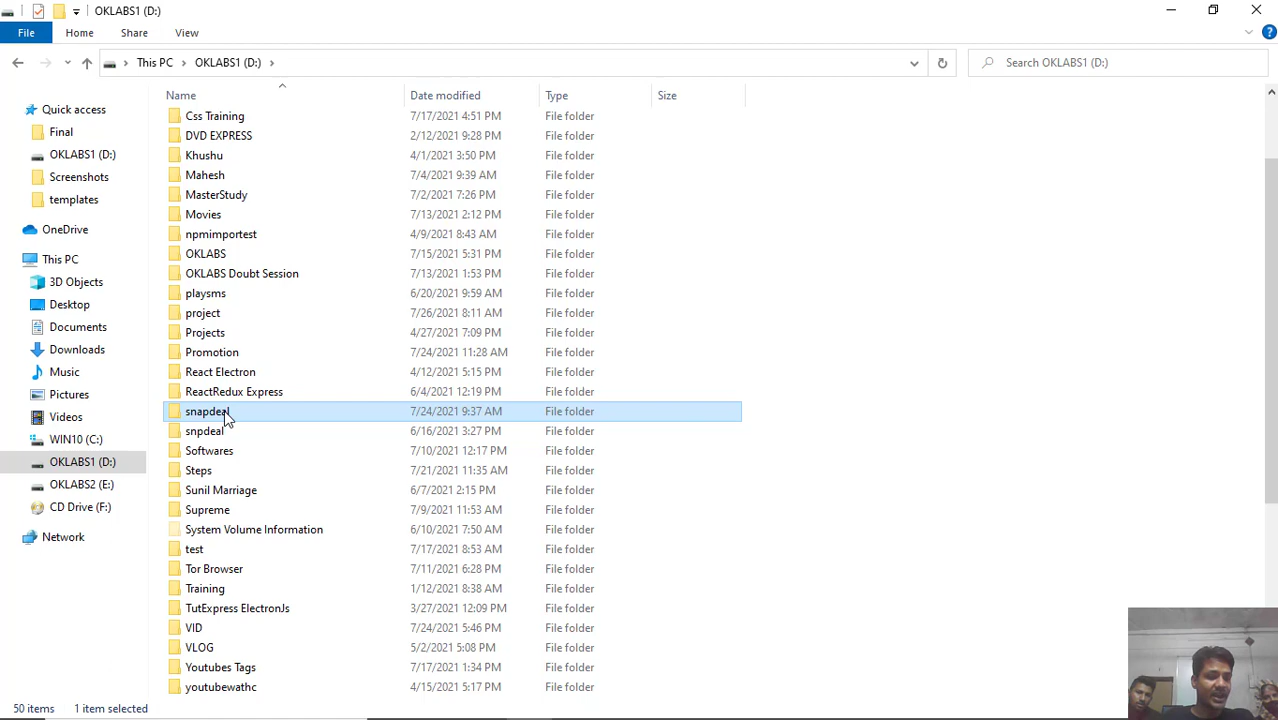 OKLABS1 (D:)
File Home Share View
This PC OKLABS1 (D:) Search OKLABS1 (D:)
Name Date modified Type Size
Quick access
Final
OKLABS1 (D:)
Screenshots
templates
OneDrive
This PC
3D Objects
Desktop
Documents
Downloads
Music
Pictures
Videos
WIN10 (C:)
OKLABS1 (D:)
OKLABS2 (E:)
CD Drive (F:)
Network
Css Training 7/17/2021 4:51 PM File folder
DVD EXPRESS 2/12/2021 9:28 PM File folder
Khushu 4/1/2021 3:50 PM File folder
Mahesh 7/4/2021 9:39 AM File folder
MasterStudy 7/2/2021 7:26 PM File folder
Movies 7/13/2021 2:12 PM File folder
npmimportest 4/9/2021 8:43 AM File folder
OKLABS 7/15/2021 5:31 PM File folder
OKLABS Doubt Session 7/13/2021 1:53 PM File folder
playsms 6/20/2021 9:59 AM File folder
project 7/26/2021 8:11 AM File folder
Projects 4/27/2021 7:09 PM File folder
Promotion 7/24/2021 11:28 AM File folder
React Electron 4/12/2021 5:15 PM File folder
ReactRedux Express 6/4/2021 12:19 PM File folder
snapdeal 7/24/2021 9:37 AM File folder
snpdeal 6/16/2021 3:27 PM File folder
Softwares 7/10/2021 12:17 PM File folder
Steps 7/21/2021 11:35 AM File folder
Sunil Marriage 6/7/2021 2:15 PM File folder
Supreme 7/9/2021 11:53 AM File folder
System Volume Information 6/10/2021 7:50 AM File folder
test 7/17/2021 8:53 AM File folder
Tor Browser 7/11/2021 6:28 PM File folder
Training 1/12/2021 8:38 AM File folder
TutExpress ElectronJs 3/27/2021 12:09 PM File folder
VID 7/24/2021 5:46 PM File folder
VLOG 5/2/2021 5:08 PM File folder
Youtubes Tags 7/17/2021 1:34 PM File folder
youtubewathc 4/15/2021 5:17 PM File folder
50 items 1 item selected